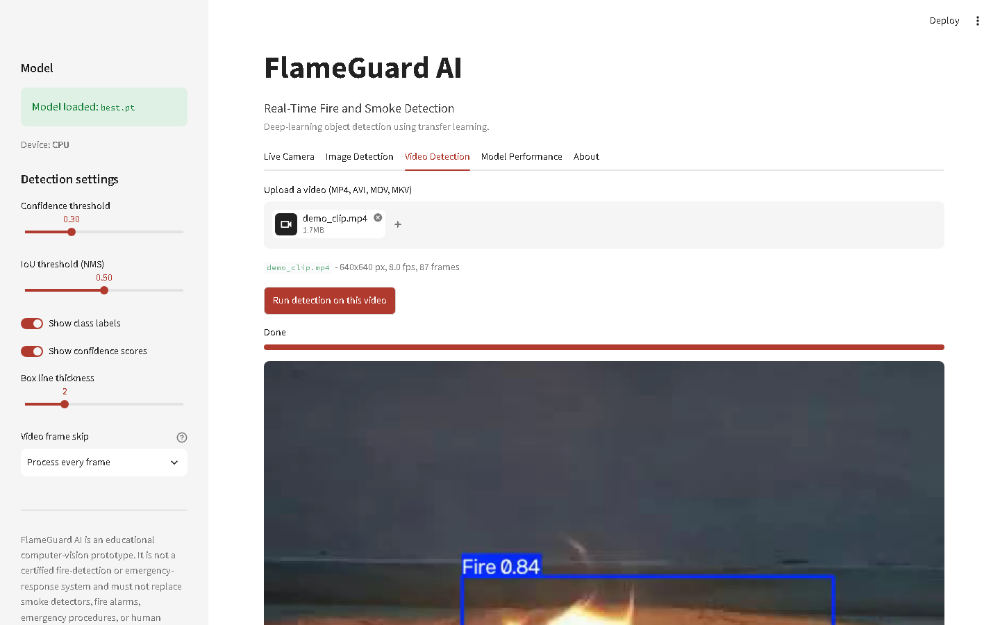 Deploy
Model
Model loaded: best.pt
Device: CPU
Detection settings
Confidence threshold
0.30
IoU threshold (NMS)
0.50
Show class labels
Show confidence scores
Box line thickness
2
Video frame skip
Process every frame
FlameGuard AI is an educational
computer-vision prototype. It is not a
certified fire-detection or emergency-
response system and must not replace
smoke detectors, fire alarms,
emergency procedures, or human
FlameGuard AI
Real-Time Fire and Smoke Detection
Deep-learning object detection using transfer learning.
Live Camera Image Detection Video Detection Model Performance About
Upload a video (MP4, AVI, MOV, MKV)
demo_clip.mp4
1.7MB
demo_clip.mp4 - 640x640 px, 8.0 fps, 87 frames
Run detection on this video
Done
Fire 0.84